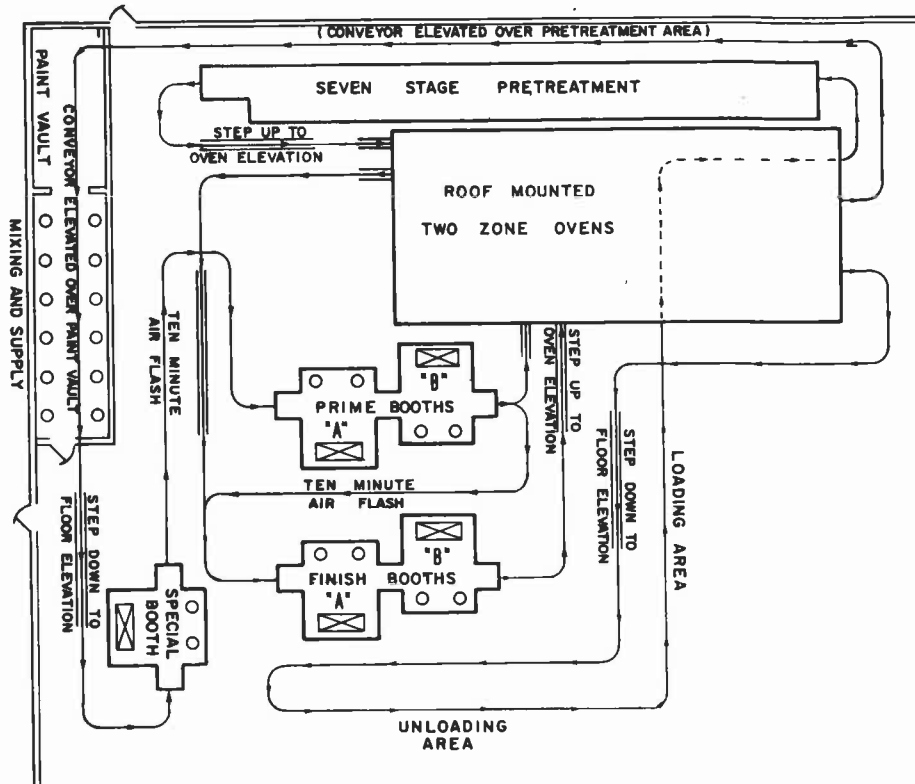 (CONVEYOR ELEVATED OVER PRETREATMENT AREA)
PAINT VAULT
CONVEYOR ELEVATED OVER PAINT VAULT
MIXING AND SUPPLY
SEVEN STAGE PRETREATMENT
STEP UP TO
OVEN ELEVATION
ROOF MOUNTED
TWO ZONE OVENS
TEN MINUTE
AIR FLASH
"B"
PRIME BOOTHS
"A"
STEP UP TO
OVEN ELEVATION
TEN MINUTE
AIR FLASH
"B"
FINISH BOOTHS
"A"
STEP DOWN TO
FLOOR ELEVATION
LOADING AREA
STEP DOWN TO
FLOOR ELEVATION
SPECIAL
BOOTH
UNLOADING
AREA